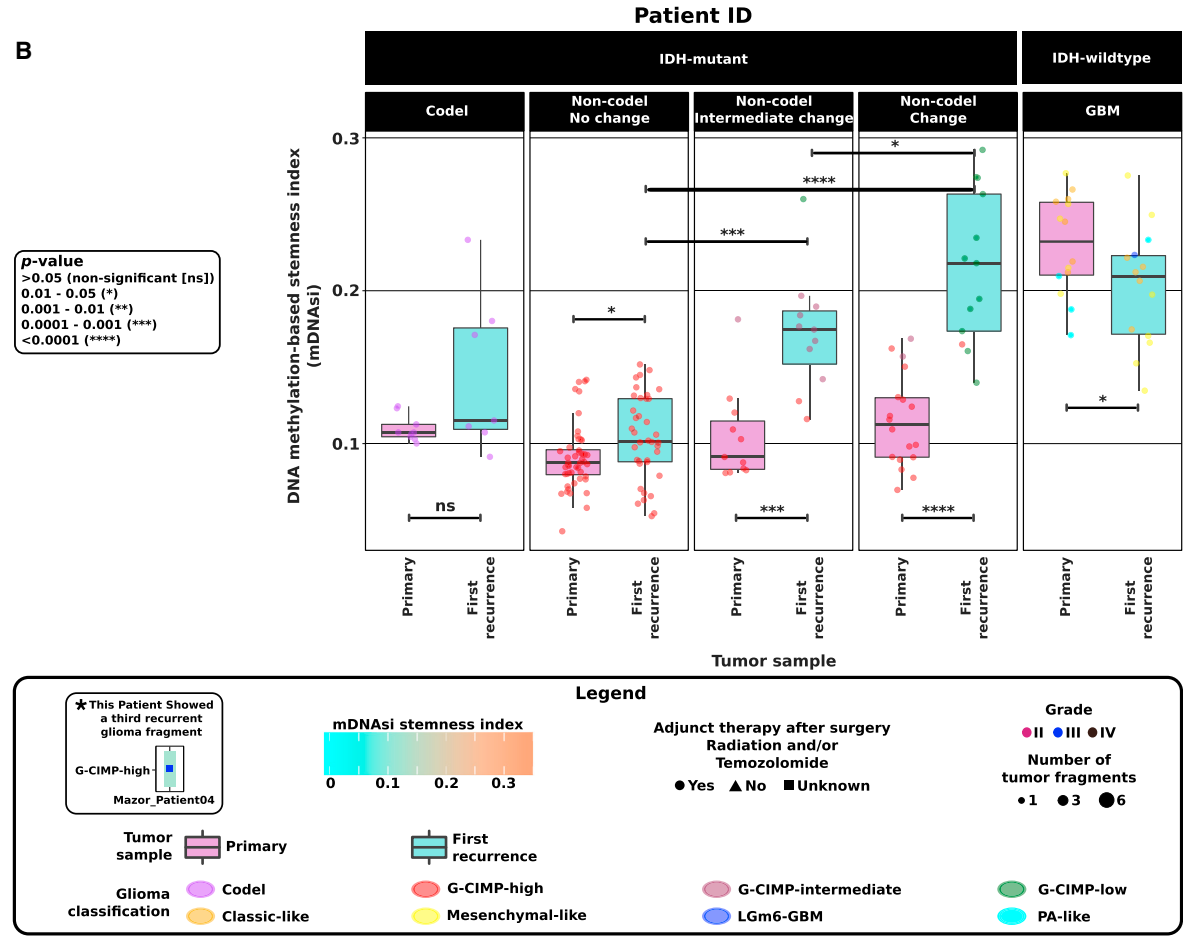 Patient ID
B
IDH-mutant
IDH-wildtype
Codel
Non-codel
No change
Non-codel
Intermediate change
Non-codel
Change
GBM
DNA methylation-based stemness index
(mDNAsi)
0.3
0.2
0.1
*
****
***
*
ns
***
****
*
p-value
>0.05 (non-significant [ns])
0.01 - 0.05 (*)
0.001 - 0.01 (**)
0.0001 - 0.001 (***)
<0.0001 (****)
Primary
First
recurrence
Primary
First
recurrence
Primary
First
recurrence
Primary
First
recurrence
Primary
First
recurrence
Tumor sample
Legend
*This Patient Showed
a third recurrent
glioma fragment
G-CIMP-high
Mazor_Patient04
mDNAsi stemness index
0 0.1 0.2 0.3
Adjunct therapy after surgery
Radiation and/or
Temozolomide
Yes No Unknown
Grade
II III IV
Number of
tumor fragments
1 3 6
Tumor
sample
Primary
First
recurrence
Glioma
classification
Codel
G-CIMP-high
G-CIMP-intermediate
G-CIMP-low
Classic-like
Mesenchymal-like
LGm6-GBM
PA-like